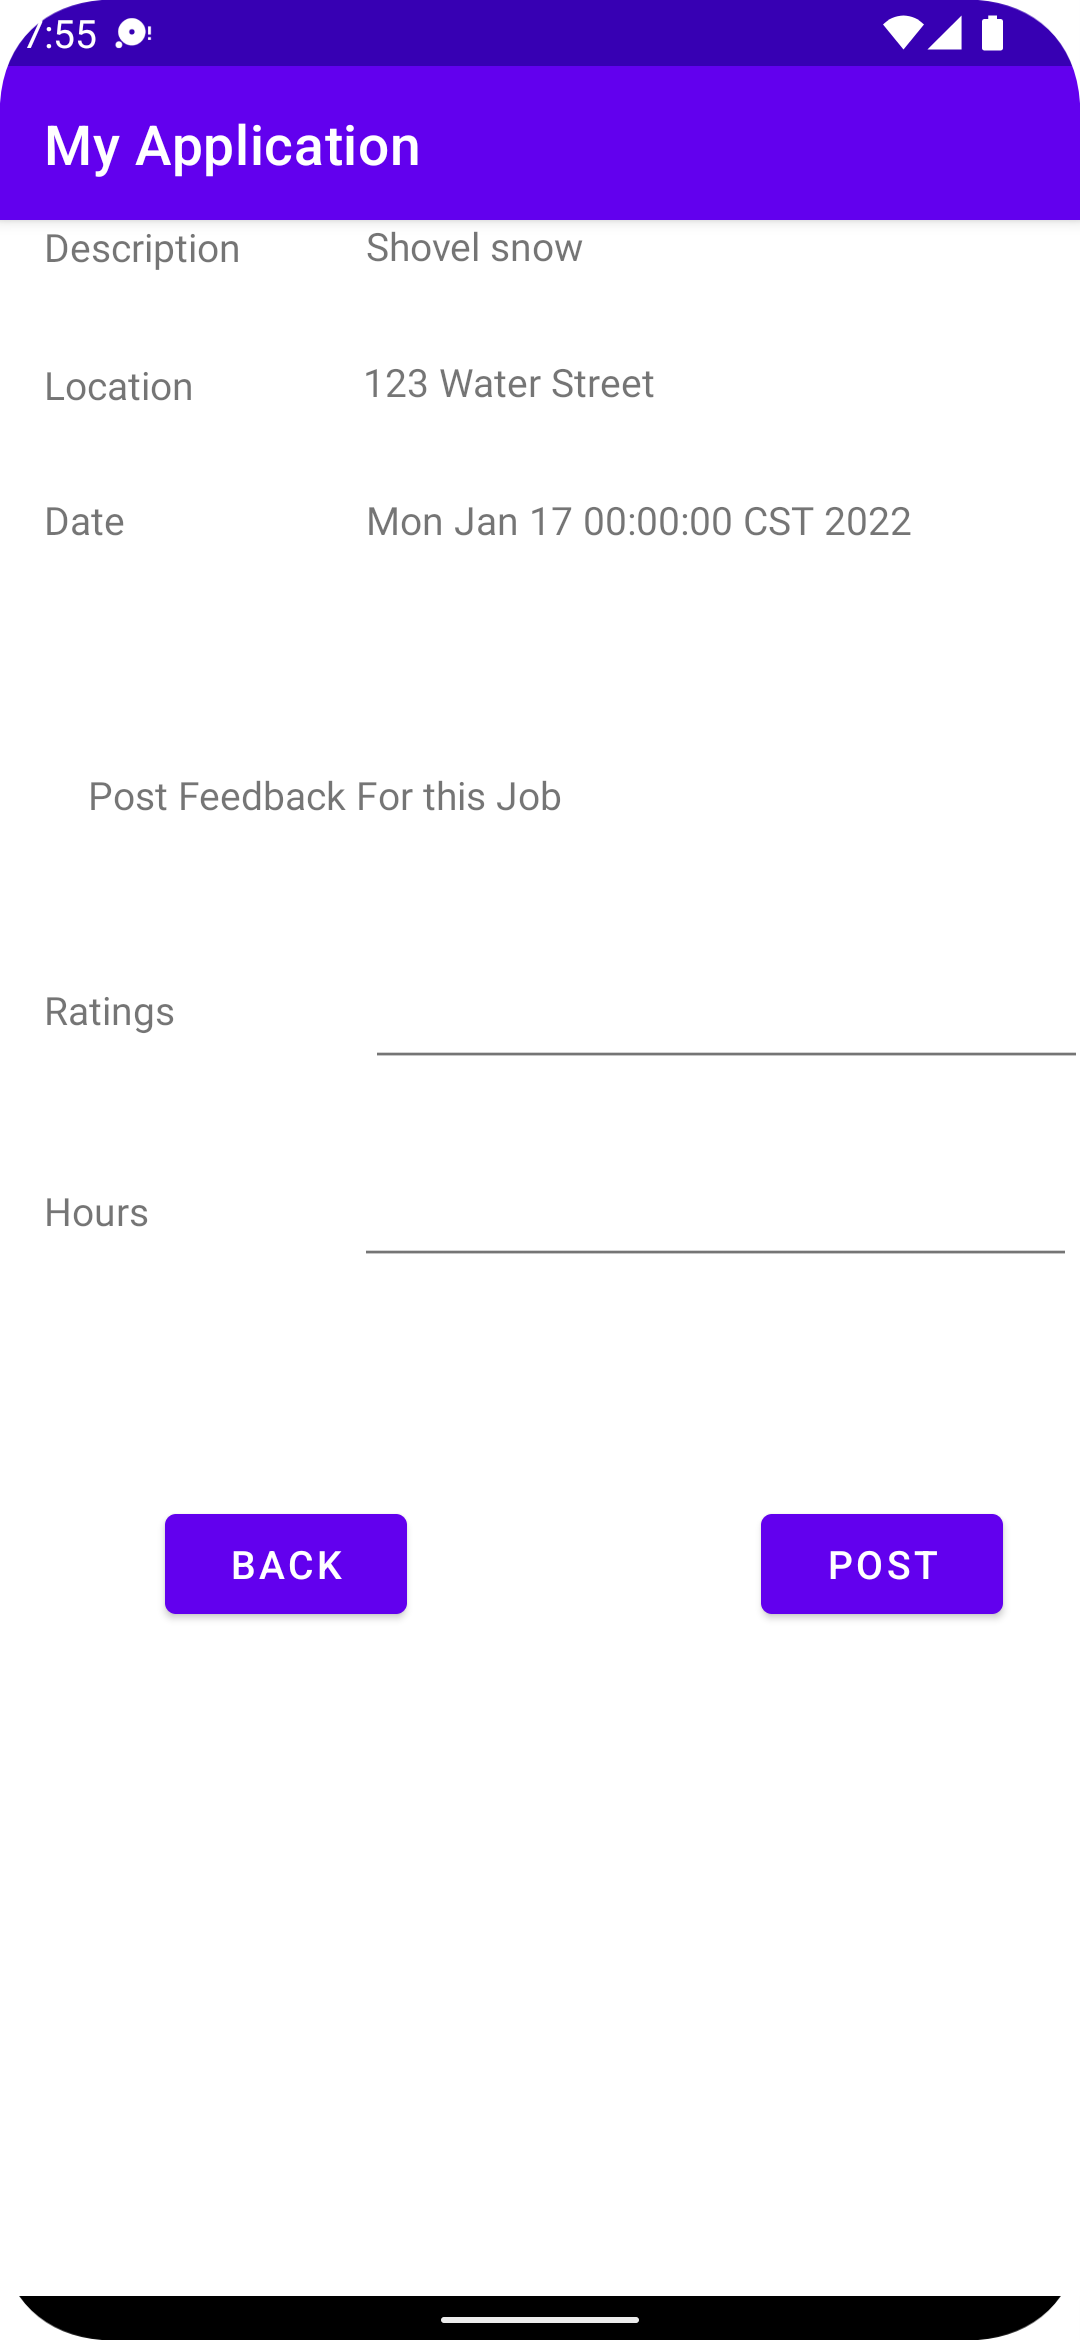 7:55
My Application
Description Shovel snow
Location 123 Water Street
Date Mon Jan 17 00:00:00 CST 2022
Post Feedback For this Job
Ratings
Hours
BACK POST